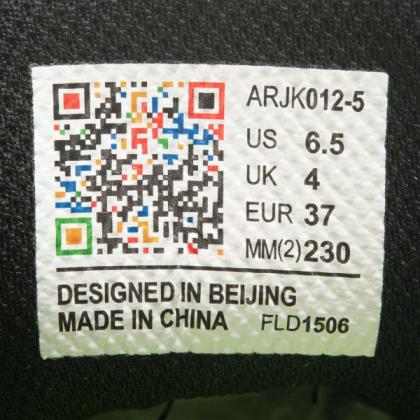 ARJK012-5
US 6.5
UK 4
EUR 37
MM(2) 230
DESIGNED IN BEIJING
MADE IN CHINA FLD1506